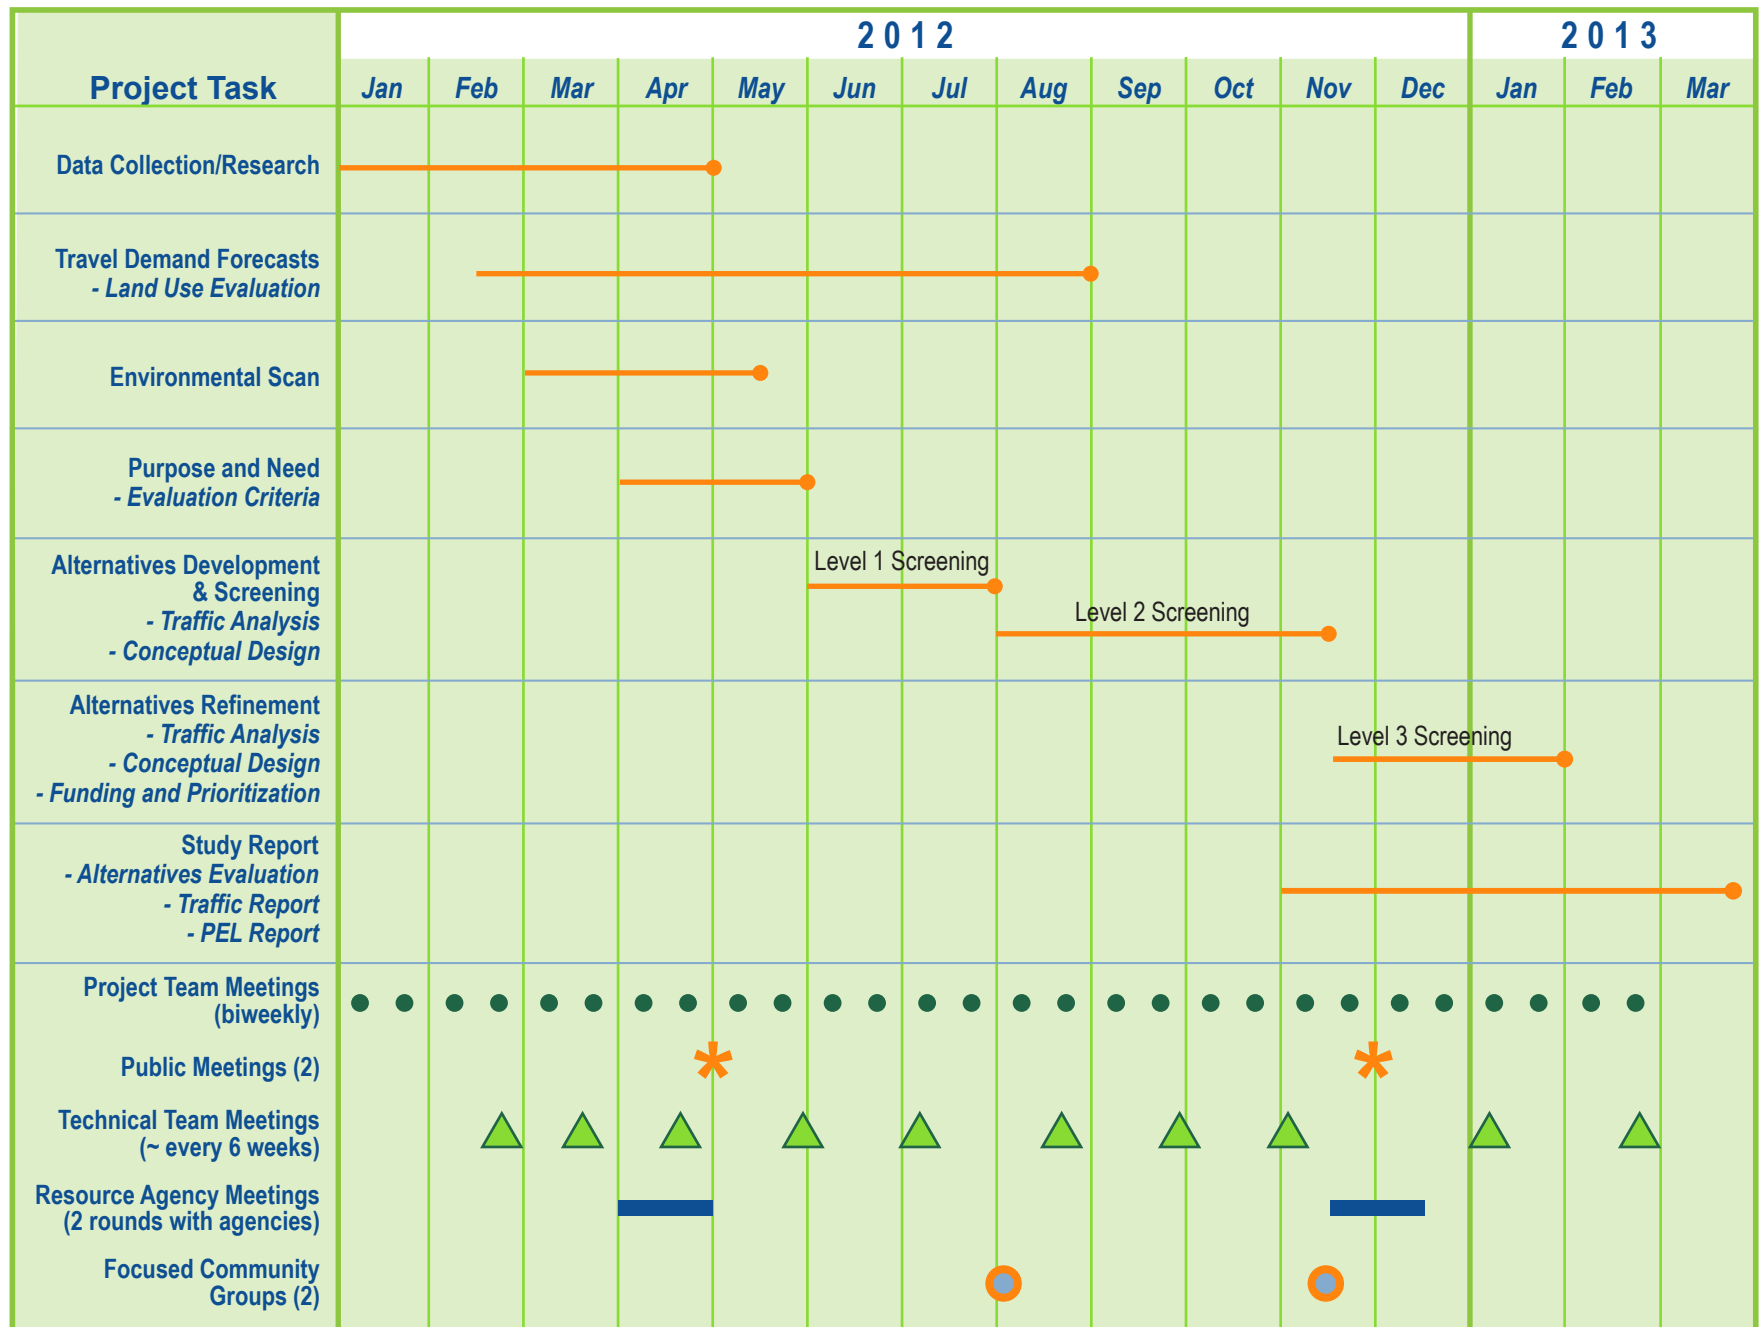 2012 2013
Project Task Jan Feb Mar Apr May Jun Jul Aug Sep Oct Nov Dec Jan Feb Mar
Data Collection/Research
Travel Demand Forecasts
- Land Use Evaluation
Environmental Scan
Purpose and Need
- Evaluation Criteria
Alternatives Development
& Screening
- Traffic Analysis
- Conceptual Design
Level 1 Screening
Level 2 Screening
Alternatives Refinement
- Traffic Analysis
- Conceptual Design
- Funding and Prioritization
Level 3 Screening
Study Report
- Alternatives Evaluation
- Traffic Report
- PEL Report
Project Team Meetings
(biweekly)
Public Meetings (2)
Technical Team Meetings
(~ every 6 weeks)
Resource Agency Meetings
(2 rounds with agencies)
Focused Community
Groups (2)